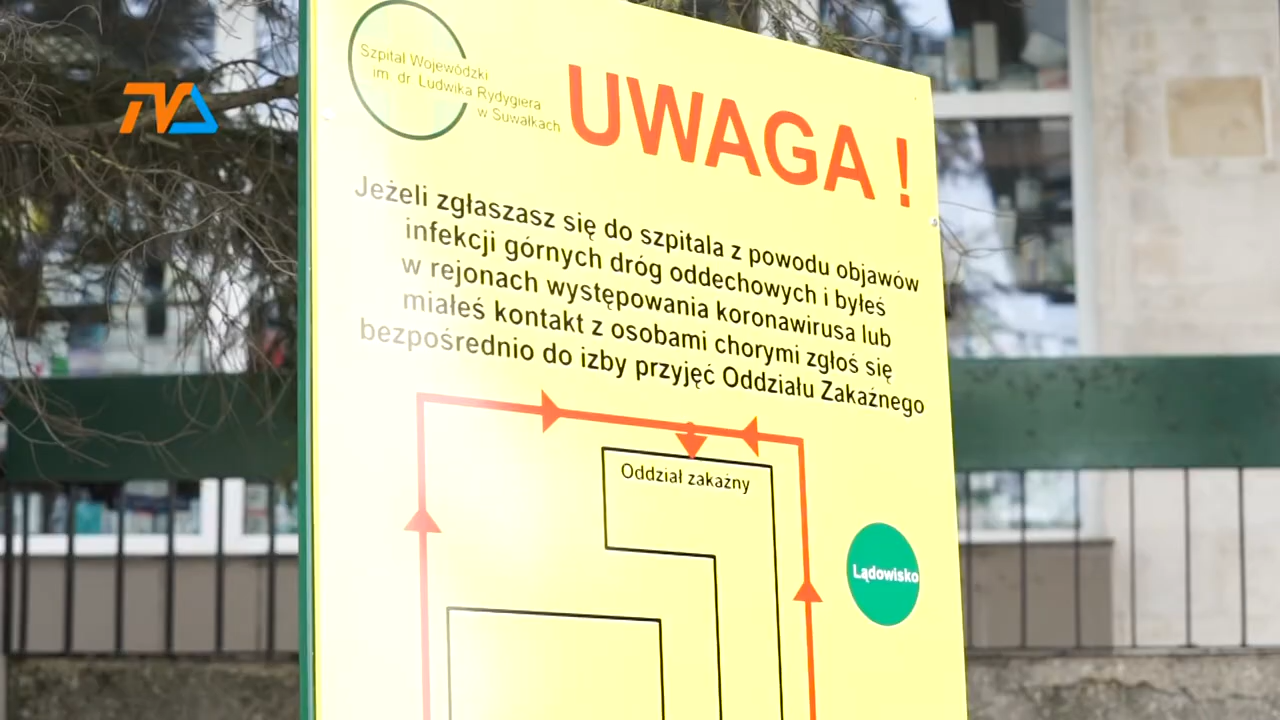 TVA
Szpital Wojewódzki
im. dr Ludwika Rydygiera
w Suwałkach
UWAGA !
Jeżeli zgłaszasz się do szpitala z powodu objawów
infekcji górnych dróg oddechowych i byłeś
w rejonach występowania koronawirusa lub
miałeś kontakt z osobami chorymi zgłoś się
bezpośrednio do izby przyjęć Oddziału Zakaźnego
Oddział zakaźny
Lądowisko